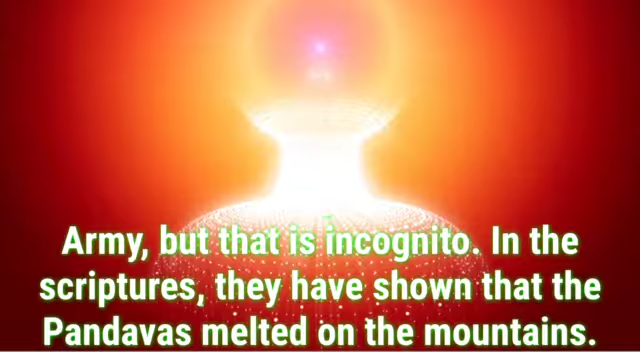 Army, but that is incognito. In the
scriptures, they have shown that the
Pandavas melted on the mountains.